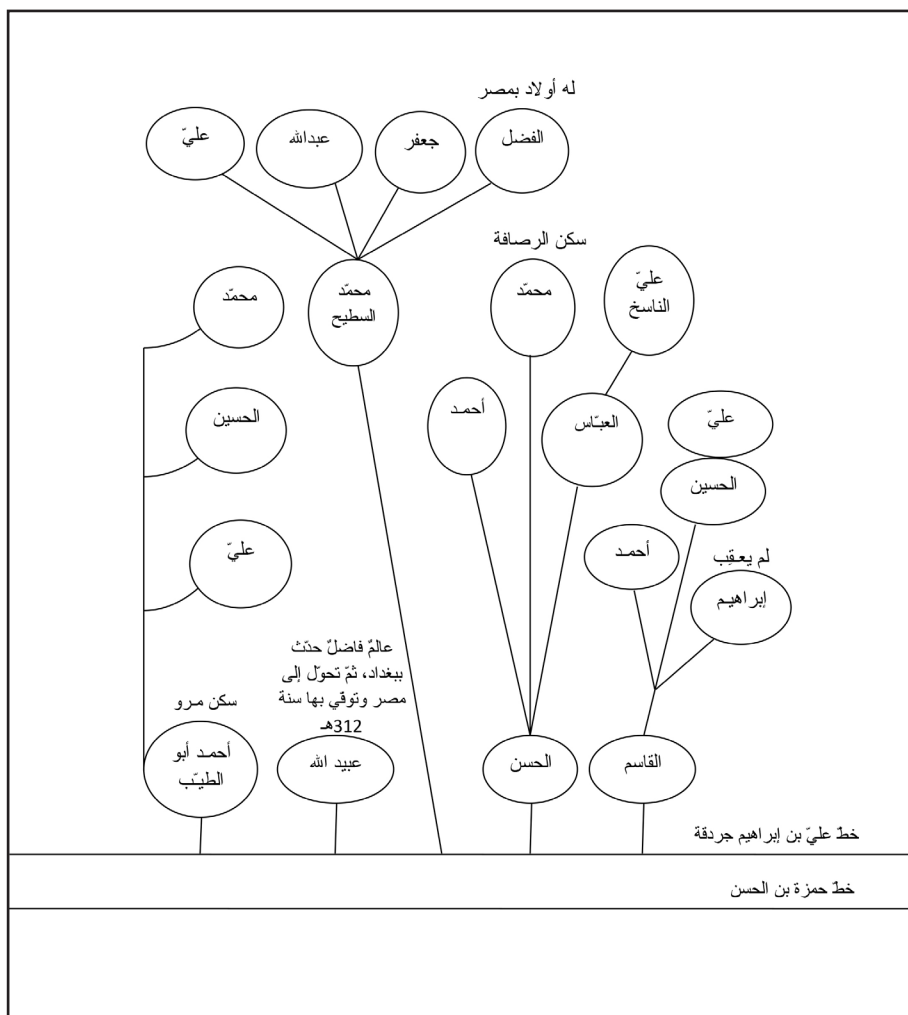 له أولاد بمصر
الفضل
جعفر
عبدالله
عليّ
سكن الرصافة
عليّ
الناسخ
محمّد
محمّد
السطيح
محمّد
عليّ
العبّاس
أحمد
الحسين
الحسين
أحمد
عليّ
لم يعقِب
إبراهيم
عالمٌ فاضلٌ حدّث
ببغداد، ثمّ تحوّل إلى
مصر وتوفي بها سنة
312هـ
سكن مرو
القاسم
الحسن
عبيد الله
أحمد أبو
الطيّب
خطّ عليّ بن إبراهيم جردقة
خطّ حمزة بن الحسن